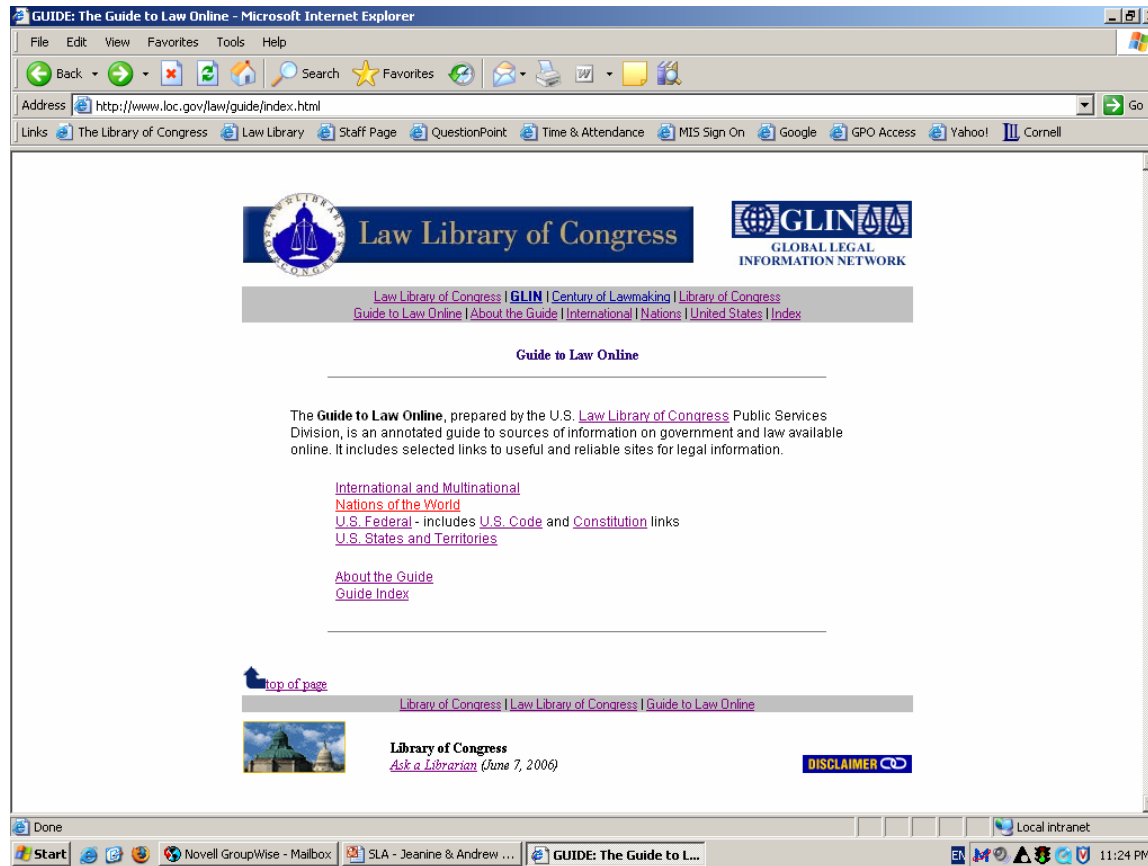 GUIDE: The Guide to Law Online - Microsoft Internet Explorer
File Edit View Favorites Tools Help
Back Search Favorites
Address http://www.loc.gov/law/guide/index.html Go
Links The Library of Congress Law Library Staff Page QuestionPoint Time & Attendance MIS Sign On Google GPO Access Yahoo! Cornell
LAW LIBRARY OF CONGRESS
Law Library of Congress
GLIN
GLOBAL LEGAL
INFORMATION NETWORK
Law Library of Congress | GLIN | Century of Lawmaking | Library of Congress
Guide to Law Online | About the Guide | International | Nations | United States | Index
Guide to Law Online
The Guide to Law Online, prepared by the U.S. Law Library of Congress Public Services
Division, is an annotated guide to sources of information on government and law available
online. It includes selected links to useful and reliable sites for legal information.
International and Multinational
Nations of the World
U.S. Federal - includes U.S. Code and Constitution links
U.S. States and Territories
About the Guide
Guide Index
top of page
Library of Congress | Law Library of Congress | Guide to Law Online
Library of Congress
Ask a Librarian (June 7, 2006)
DISCLAIMER
Done Local intranet
Start Novell GroupWise - Mailbox SLA - Jeanine & Andrew ... GUIDE: The Guide to L... EN 11:24 PM